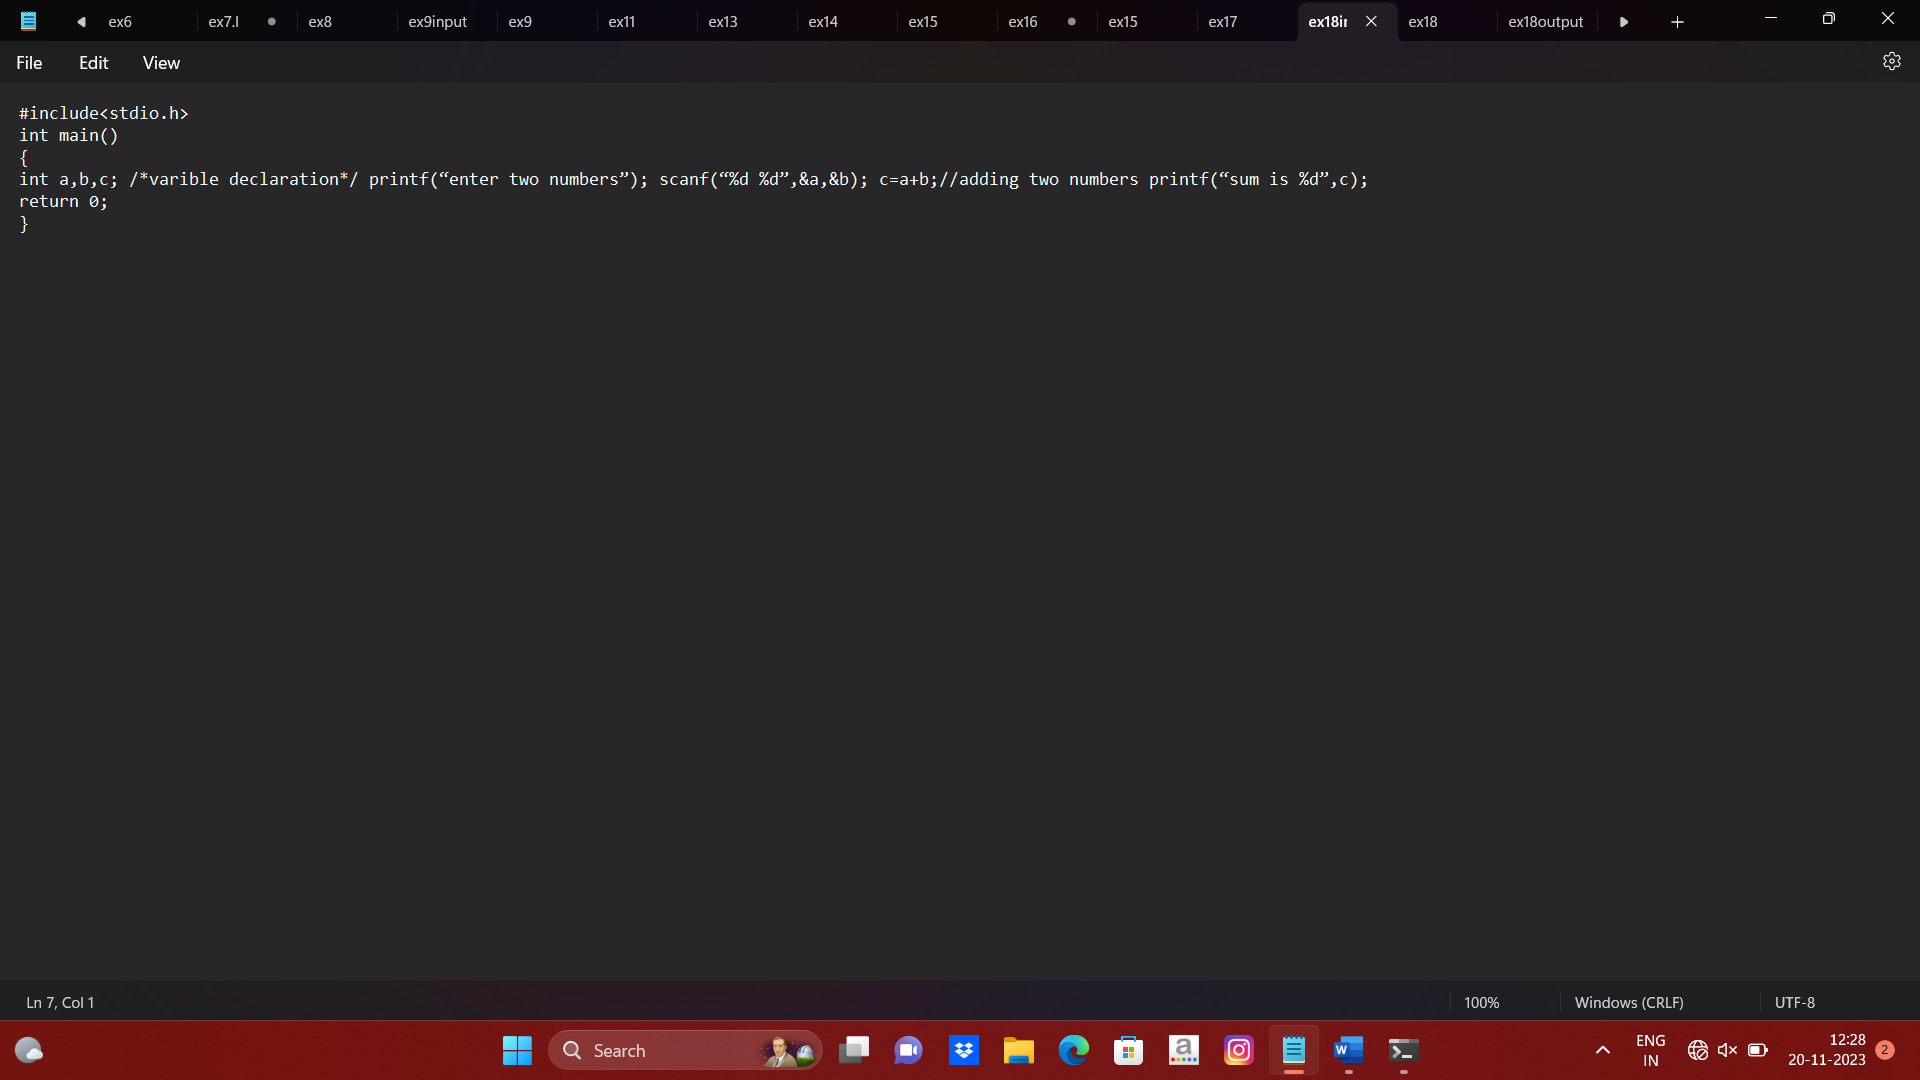 ex6 ex7.l ex8 ex9input ex9 ex11 ex13 ex14 ex15 ex16 ex15 ex17 ex18ir ex18 ex18output
File Edit View
#include<stdio.h>
int main()
{
int a,b,c; /*varible declaration*/ printf(“enter two numbers”); scanf(“%d %d”,&a,&b); c=a+b;//adding two numbers printf(“sum is %d”,c);
return 0;
}
Ln 7, Col 1 100% Windows (CRLF) UTF-8
Search a W ENG IN 12:28 20-11-2023 2